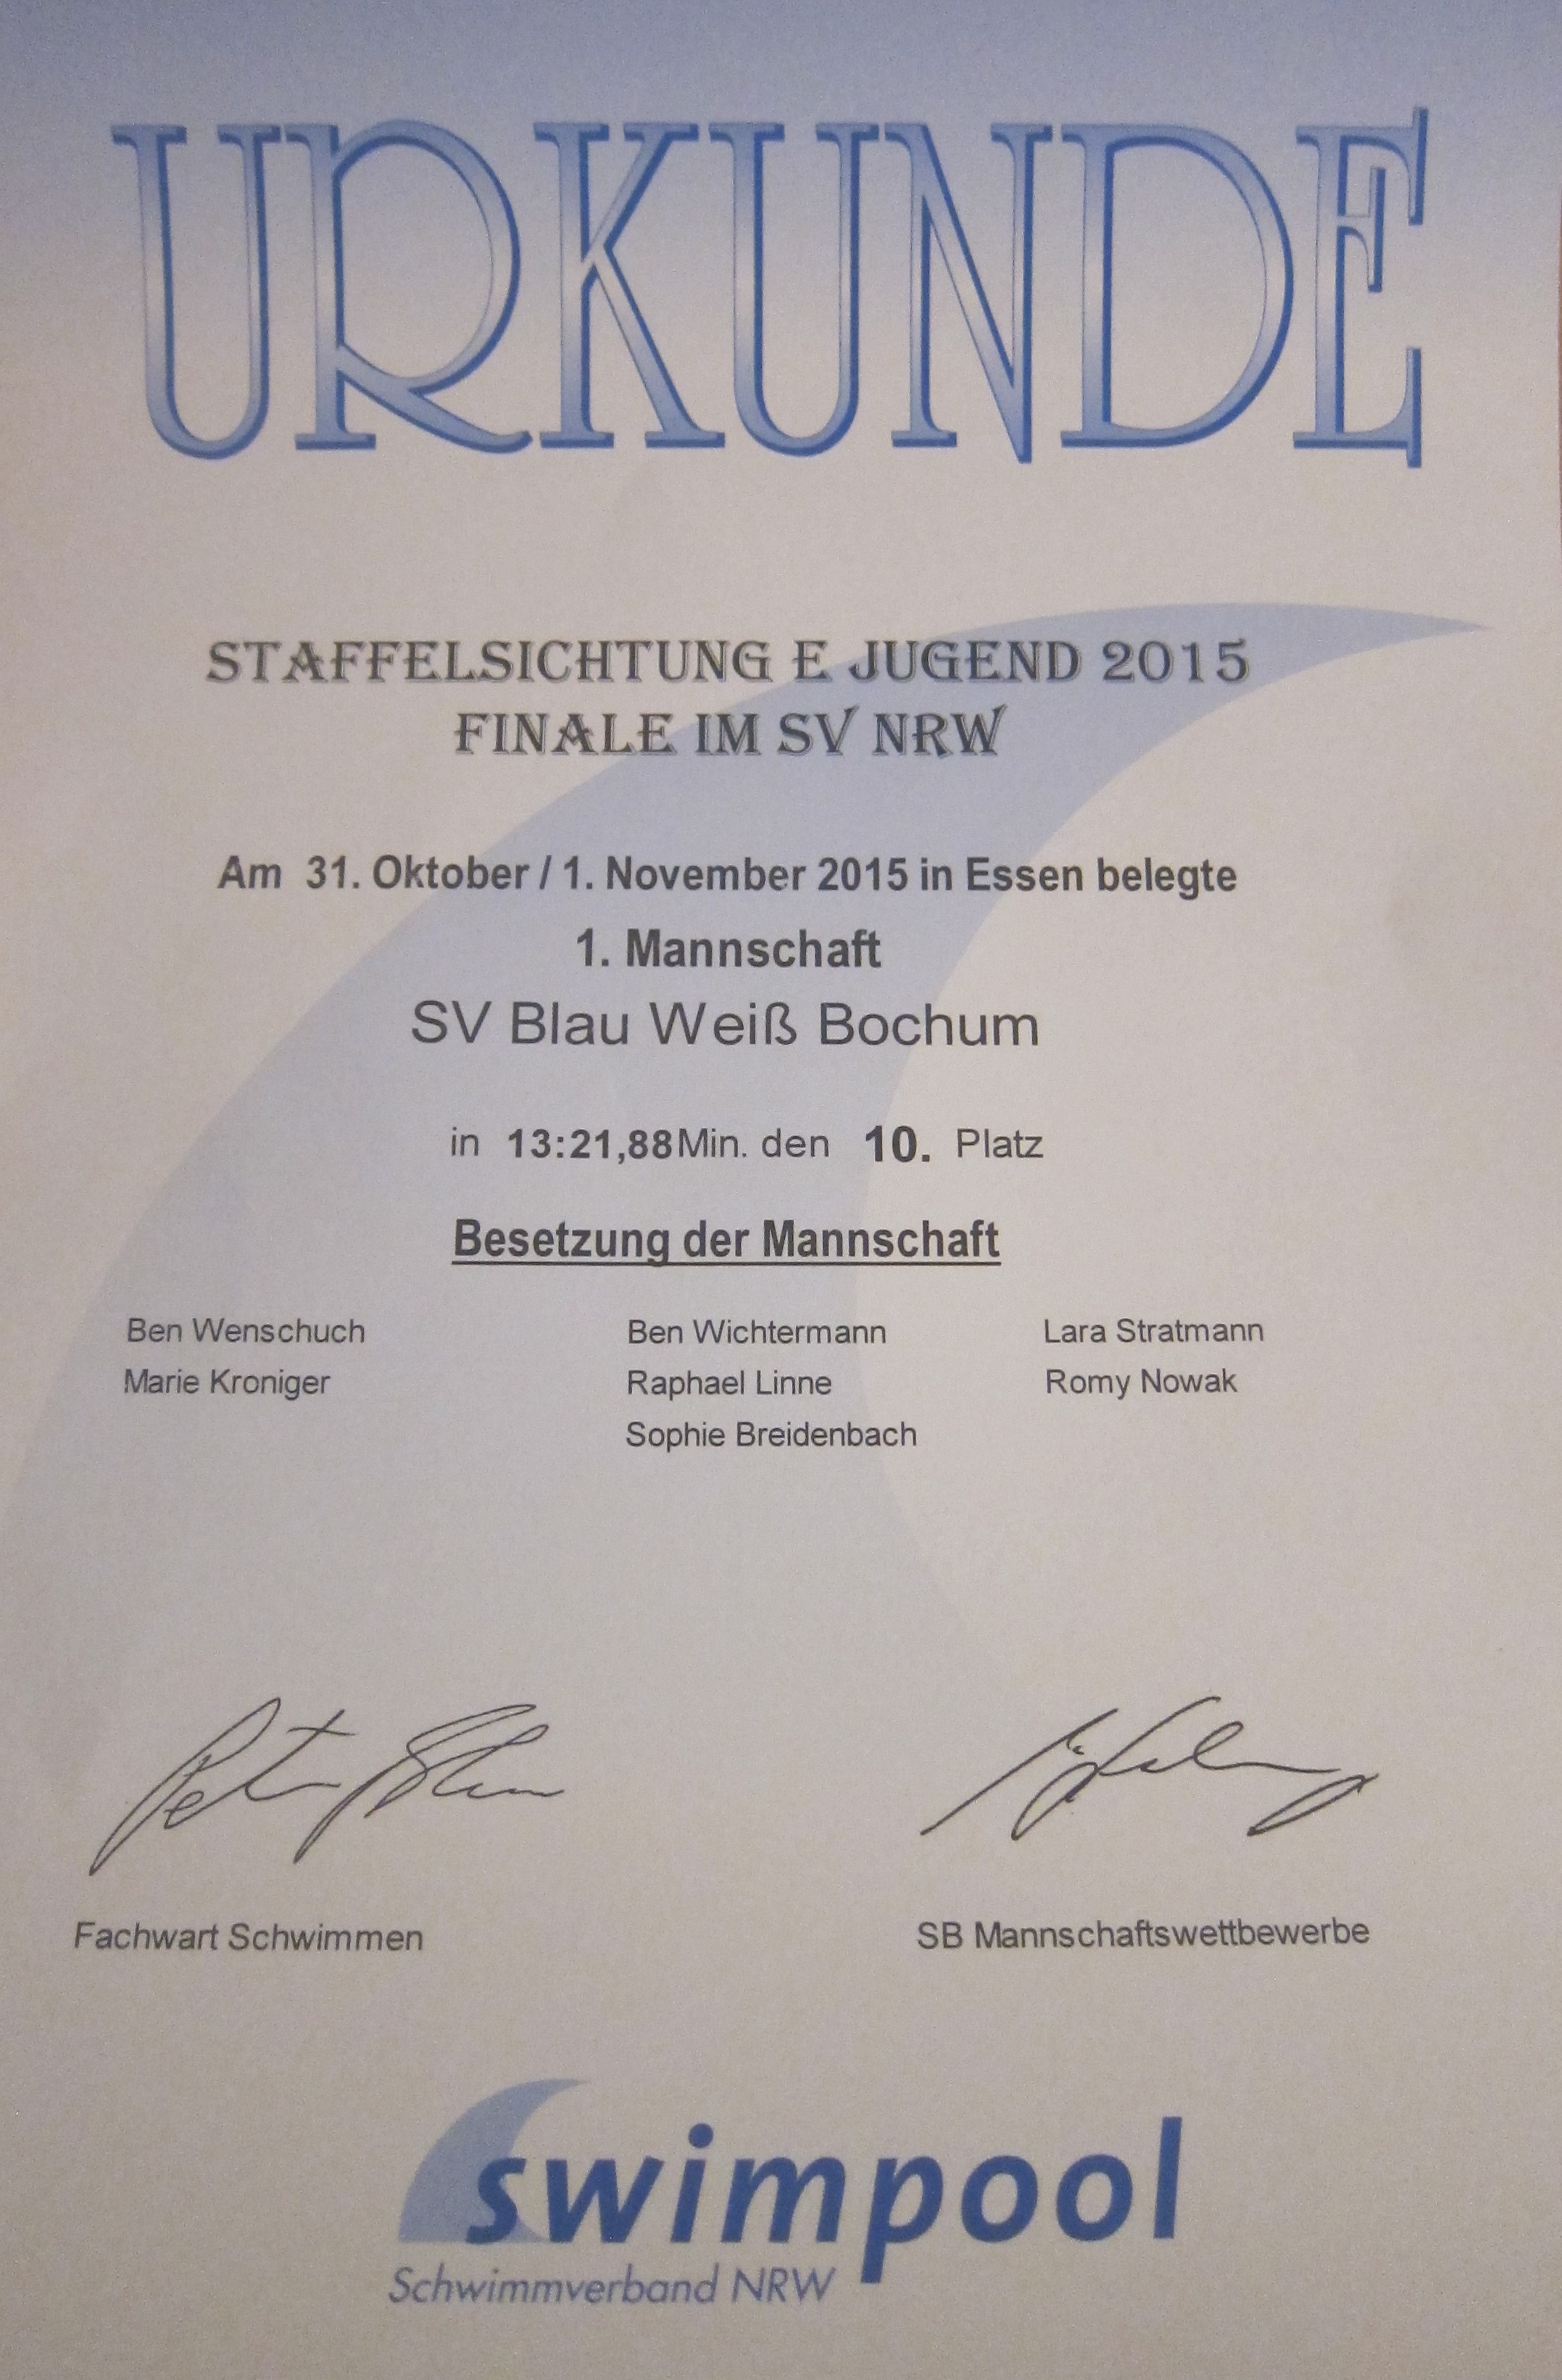 URKUNDE
STAFFELSICHTUNG E JUGEND 2015
FINALE IM SV NRW
Am 31. Oktober / 1. November 2015 in Essen belegte
1. Mannschaft
SV Blau Weiß Bochum
in 13:21,88Min. den 10. Platz
Besetzung der Mannschaft
Ben Wenschuch Ben Wichtermann Lara Stratmann
Marie Kroniger Raphael Linne Romy Nowak
Sophie Breidenbach
Fachwart Schwimmen SB Mannschaftswettbewerbe
swimpool
Schwimmverband NRW